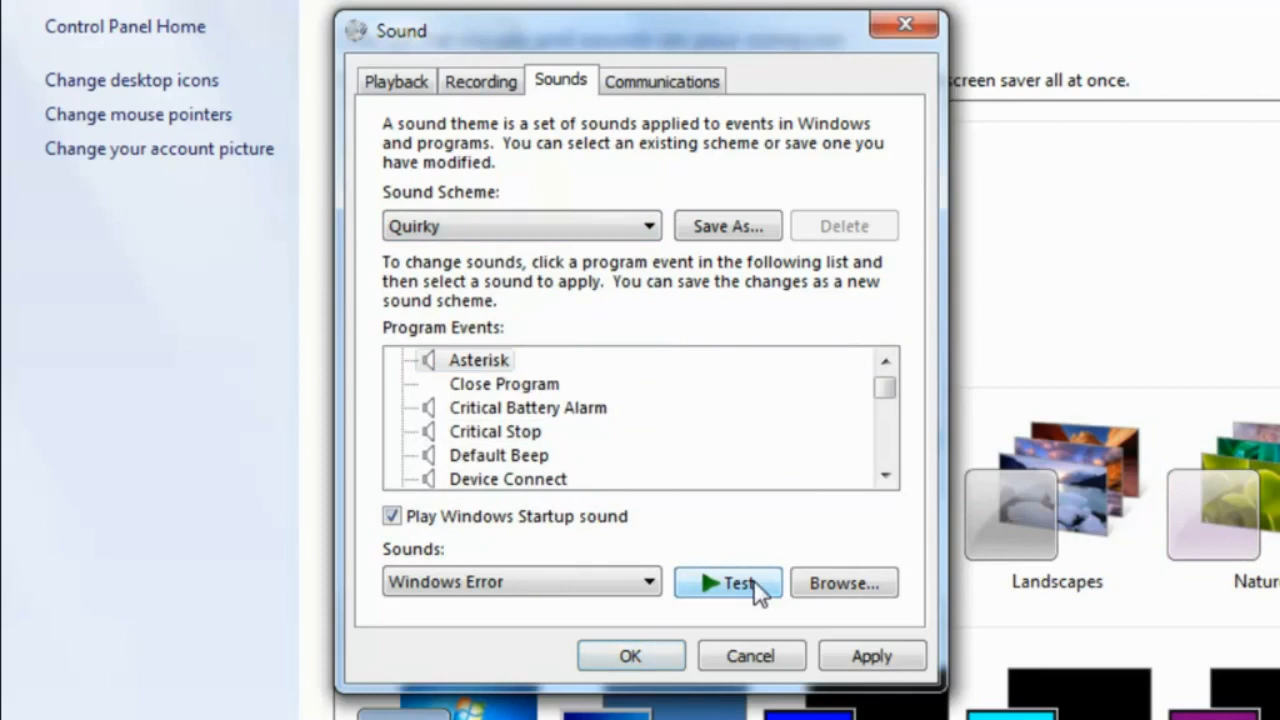 Control Panel Home
Change desktop icons
Change mouse pointers
Change your account picture
Sound
screen saver all at once.
Playback Recording Sounds Communications
A sound theme is a set of sounds applied to events in Windows
and programs. You can select an existing scheme or save one you
have modified.
Sound Scheme:
Quirky Save As... Delete
To change sounds, click a program event in the following list and
then select a sound to apply. You can save the changes as a new
sound scheme.
Program Events:
Asterisk
Close Program
Critical Battery Alarm
Critical Stop
Default Beep
Device Connect
Play Windows Startup sound
Sounds:
Windows Error Test Browse...
OK Cancel Apply
Landscapes
Natur